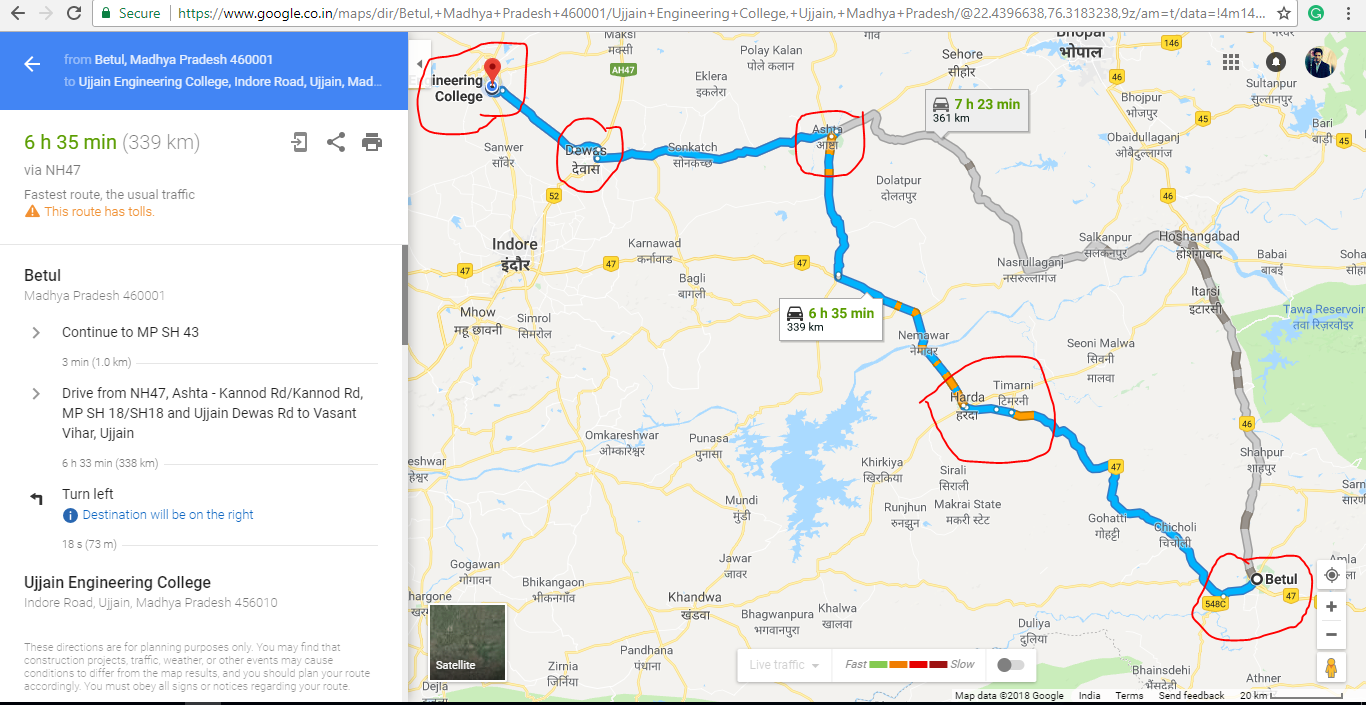 Secure
https://www.google.co.in/maps/dir/Betul,+Madhya+Pradesh+460001/Ujjain+Engineering+College,+Ujjain,+Madhya+Pradesh/@22.4396638,76.3183238,9z/am=t/data=!4m14...
from Betul, Madhya Pradesh 460001
to Ujjain Engineering College, Indore Road, Ujjain, Mad...
6 h 35 min (339 km)
via NH47
Fastest route, the usual traffic
This route has tolls.
Betul
Madhya Pradesh 460001
Continue to MP SH 43
3 min (1.0 km)
Drive from NH47, Ashta - Kannod Rd/Kannod Rd,
MP SH 18/SH18 and Ujjain Dewas Rd to Vasant
Vihar, Ujjain
6 h 33 min (338 km)
Turn left
Destination will be on the right
18 s (73 m)
Ujjain Engineering College
Indore Road, Ujjain, Madhya Pradesh 456010
These directions are for planning purposes only. You may find that
construction projects, traffic, weather, or other events may cause
conditions to differ from the map results, and you should plan your route
accordingly. You must obey all signs or notices regarding your route.
Maksi
मक्सी
AH47
Polay Kalan
पोले कलान
गाव
Sehore
सीहोर
Bhopal
भोपाल
146
46
Sultanpur
सुल्तानपुर
ineering
College
Eklera
इकलेरा
7 h 23 min
361 km
Bhojpur
भोजपुर
45
Bari
बाड़ी
45
Obaidullaganj
ओबैदुल्लागंज
Sanwer
साँवेर
Dewas
देवास
Sonkatch
सोनकच्छ
Ashta
आष्टा
52
Dolatpur
दोलतपुर
46
Indore
इंदौर
47
Karnawad
कर्नावाड
47
Bagli
बागली
47
Salkanpur
सलकनपुर
Hoshangabad
होशंगाबाद
Nasrullaganj
नसरुल्लागंज
Babai
बाबई
Soha
सोहा
Itarsi
इटारसी
Mhow
महू छावनी
Simrol
सिमरोल
6 h 35 min
339 km
Tawa Reservoir
तवा रिज़रवोइर
Nemawar
नेमावर
Seoni Malwa
सिवनी
मालवा
Timarni
टिमरनी
Harda
हरदा
Omkareshwar
ओम्कारेश्वर
Punasa
पुनासा
46
Shahpur
शाहपुर
eshwar
हेश्वर
Khirkiya
खिरकिया
Sirali
सिराली
47
Mundi
मुंडी
Runjhun
रुनझुन
Makrai State
मकरी स्टेट
Sarn
Gohatti
गोहट्टी
Chicholi
चिचोली
Jawar
जावर
Gogawan
गोगावान
Bhikangaon
भीकनगाँव
Khandwa
खंडवा
Betul
Amla
47
548C
hargone
Bhagwanpura
भगवानपुरा
Khalwa
खालवा
Duliya
दुलिया
Pandhana
पंधाना
Satellite
Zirnia
जिर्निया
Live traffic
Fast
Slow
Bhainsdehi
भैंसदेही
Dejla
Athner
Map data ©2018 Google
India
Terms
Send feedback
20 km